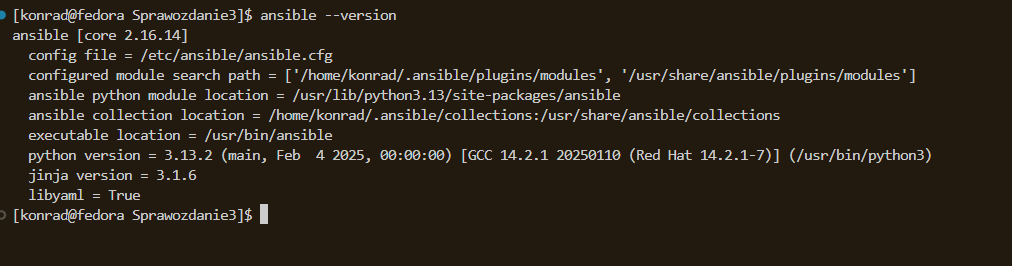 [konrad@fedora Sprawozdanie3]$ ansible --version
ansible [core 2.16.14]
  config file = /etc/ansible/ansible.cfg
  configured module search path = ['/home/konrad/.ansible/plugins/modules', '/usr/share/ansible/plugins/modules']
  ansible python module location = /usr/lib/python3.13/site-packages/ansible
  ansible collection location = /home/konrad/.ansible/collections:/usr/share/ansible/collections
  executable location = /usr/bin/ansible
  python version = 3.13.2 (main, Feb  4 2025, 00:00:00) [GCC 14.2.1 20250110 (Red Hat 14.2.1-7)] (/usr/bin/python3)
  jinja version = 3.1.6
  libyaml = True
[konrad@fedora Sprawozdanie3]$